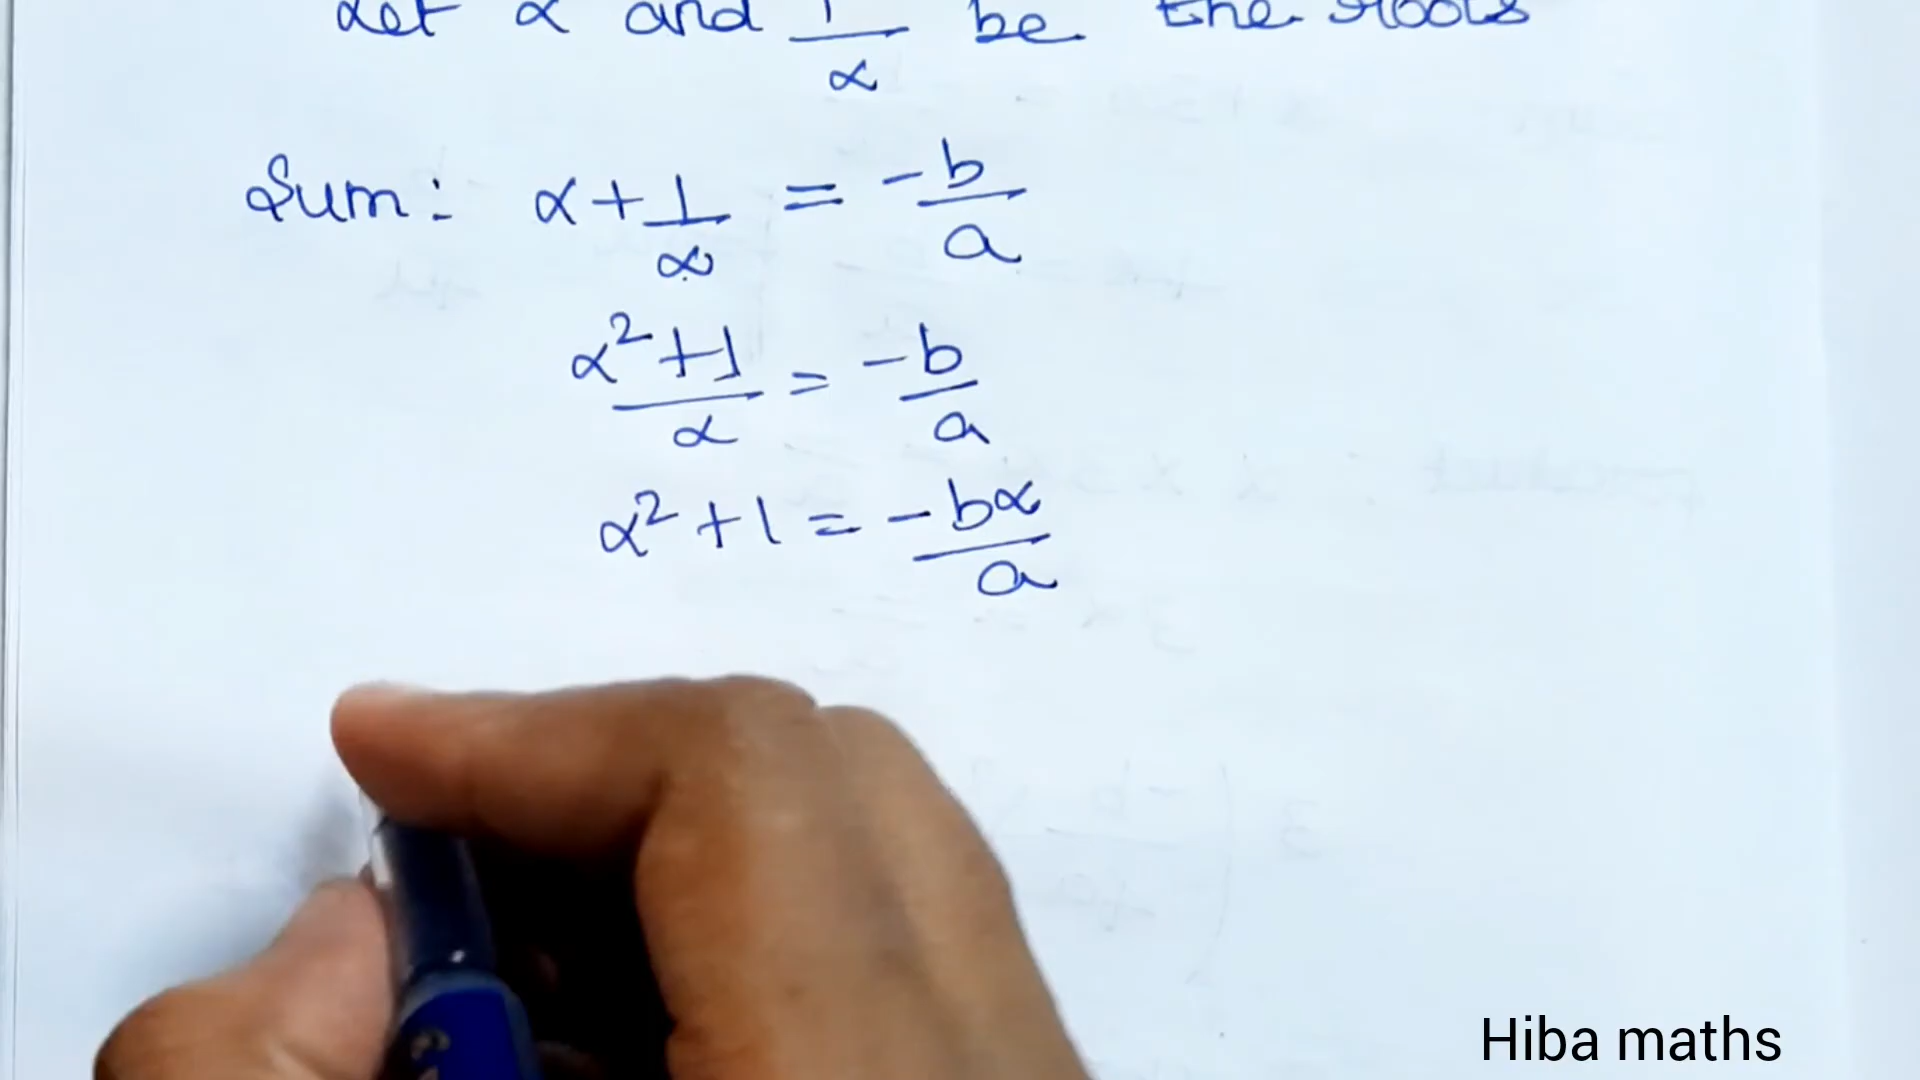 Let α and 1/α be the roots
Sum: α + 1/α = -b/a
α² + 1/α = -b/a
α² + 1 = -bα/a
Hiba maths